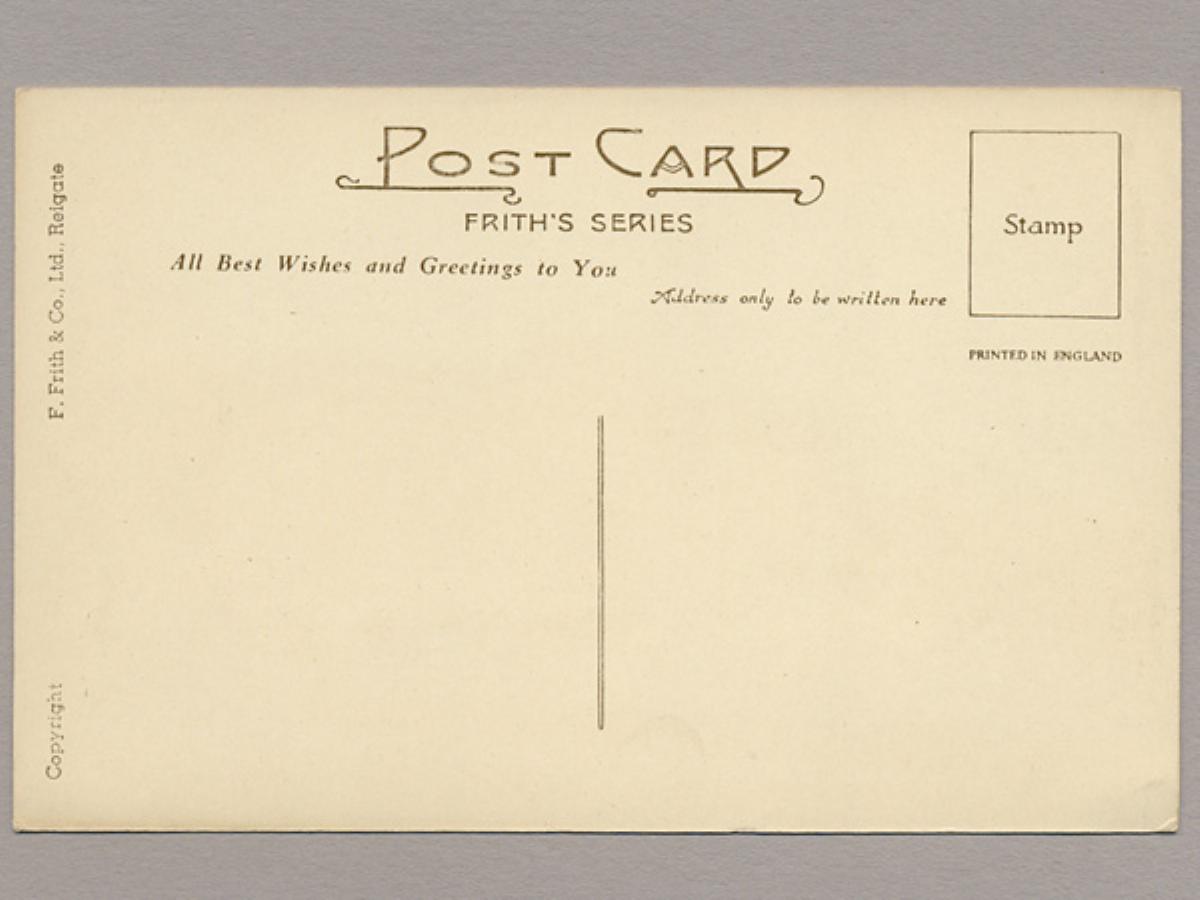 POST CARD
FRITH'S SERIES
All Best Wishes and Greetings to You
Address only to be written here
Stamp
PRINTED IN ENGLAND
F. Frith & Co., Ltd., Reigate
Copyright